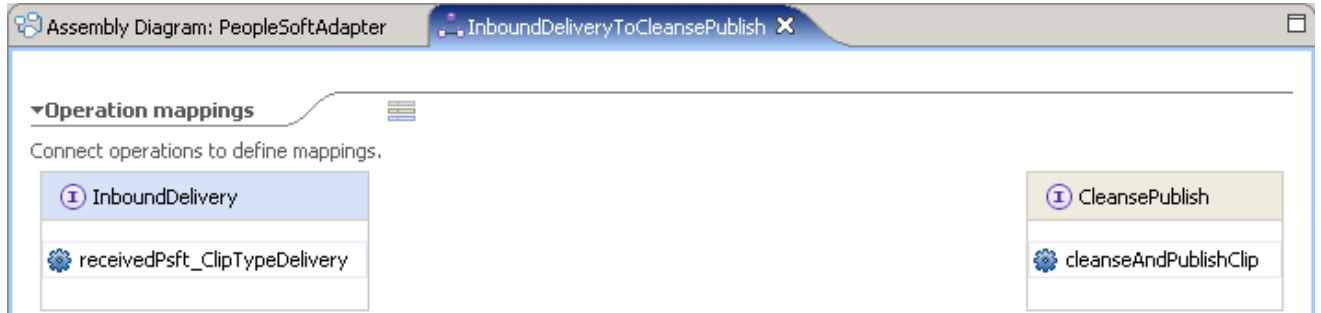 Assembly Diagram: PeopleSoftAdapter InboundDeliveryToCleansePublish
Operation mappings
Connect operations to define mappings.
I InboundDelivery I CleansePublish
receivedPsft_ClipTypeDelivery cleanseAndPublishClip